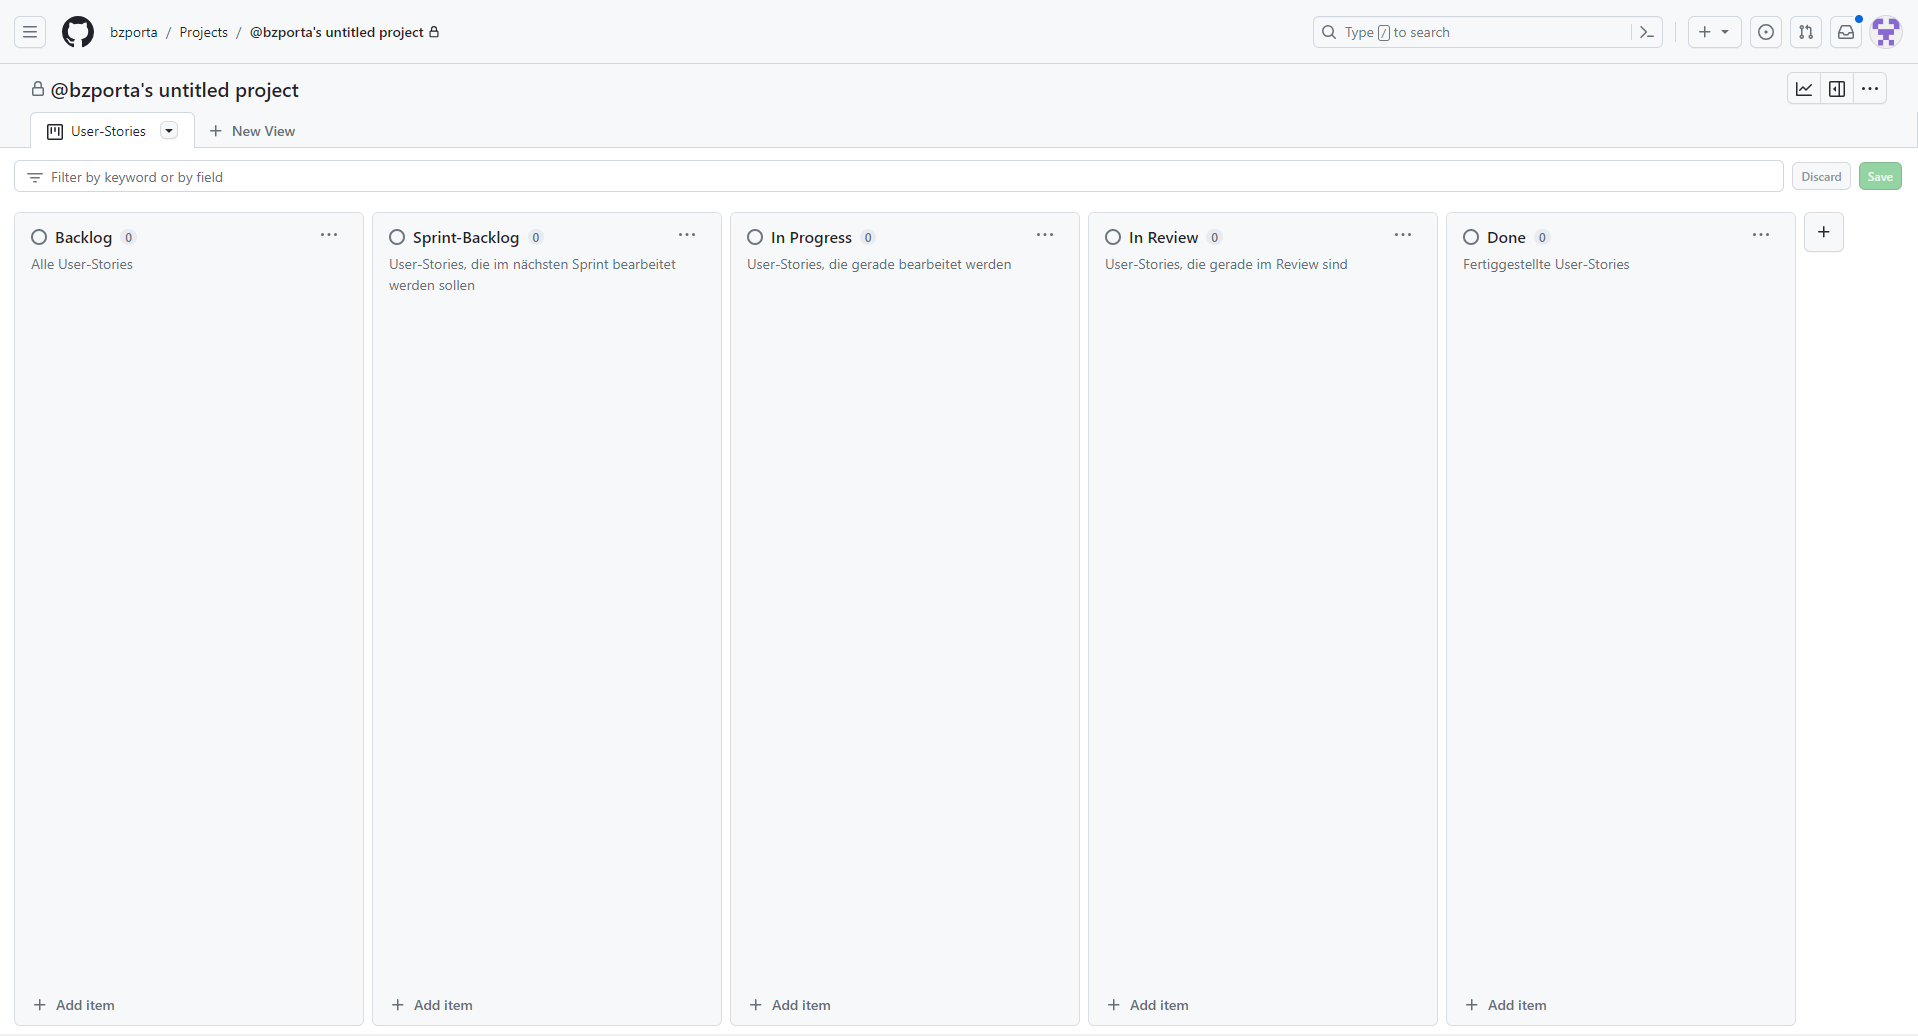 bzporta / Projects / @bzporta's untitled project
Type / to search
@bzporta's untitled project
User-Stories
New View
Filter by keyword or by field
Discard
Save
Backlog 0
Alle User-Stories
Add item
Sprint-Backlog 0
User-Stories, die im nächsten Sprint bearbeitet
werden sollen
Add item
In Progress 0
User-Stories, die gerade bearbeitet werden
Add item
In Review 0
User-Stories, die gerade im Review sind
Add item
Done 0
Fertiggestellte User-Stories
Add item